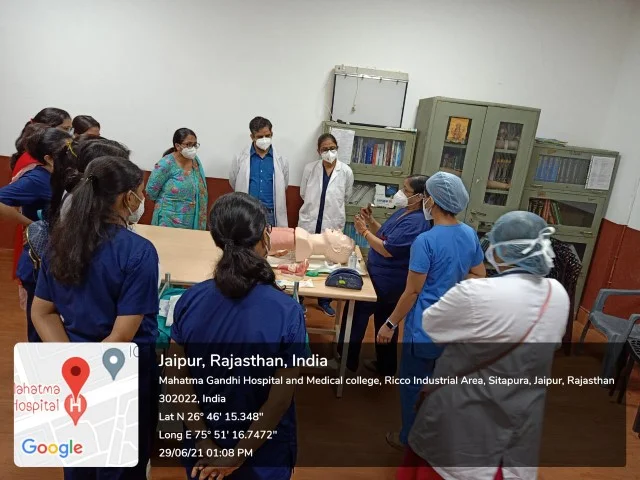 Jaipur, Rajasthan, India
Mahatma Gandhi Hospital and Medical college, Ricco Industrial Area, Sitapura, Jaipur, Rajasthan
302022, India
Lat N 26° 46' 15.348"
Long E 75° 51' 16.7472"
29/06/21 01:08 PM
Mahatma
Hospital
H
Google